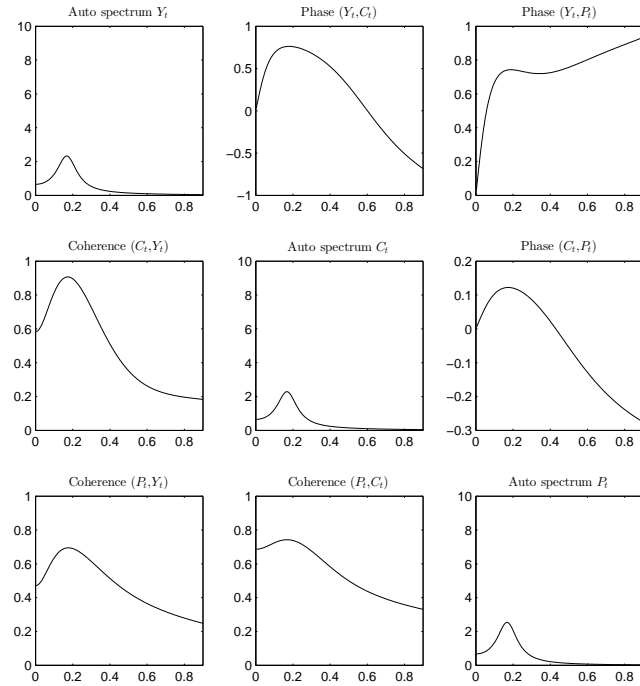 Auto spectrum Y_t
Phase (Y_t,C_t)
Phase (Y_t,P_t)
10
8
6
4
2
0
0 0.2 0.4 0.6 0.8
1
0.5
0
−0.5
−1
0 0.2 0.4 0.6 0.8
1
0.8
0.6
0.4
0.2
0
0 0.2 0.4 0.6 0.8
Coherence (C_t,Y_t)
Auto spectrum C_t
Phase (C_t,P_t)
1
0.8
0.6
0.4
0.2
0
0 0.2 0.4 0.6 0.8
10
8
6
4
2
0
0 0.2 0.4 0.6 0.8
0.2
0.1
0
−0.1
−0.2
−0.3
0 0.2 0.4 0.6 0.8
Coherence (P_t,Y_t)
Coherence (P_t,C_t)
Auto spectrum P_t
1
0.8
0.6
0.4
0.2
0
0 0.2 0.4 0.6 0.8
1
0.8
0.6
0.4
0.2
0
0 0.2 0.4 0.6 0.8
10
8
6
4
2
0
0 0.2 0.4 0.6 0.8